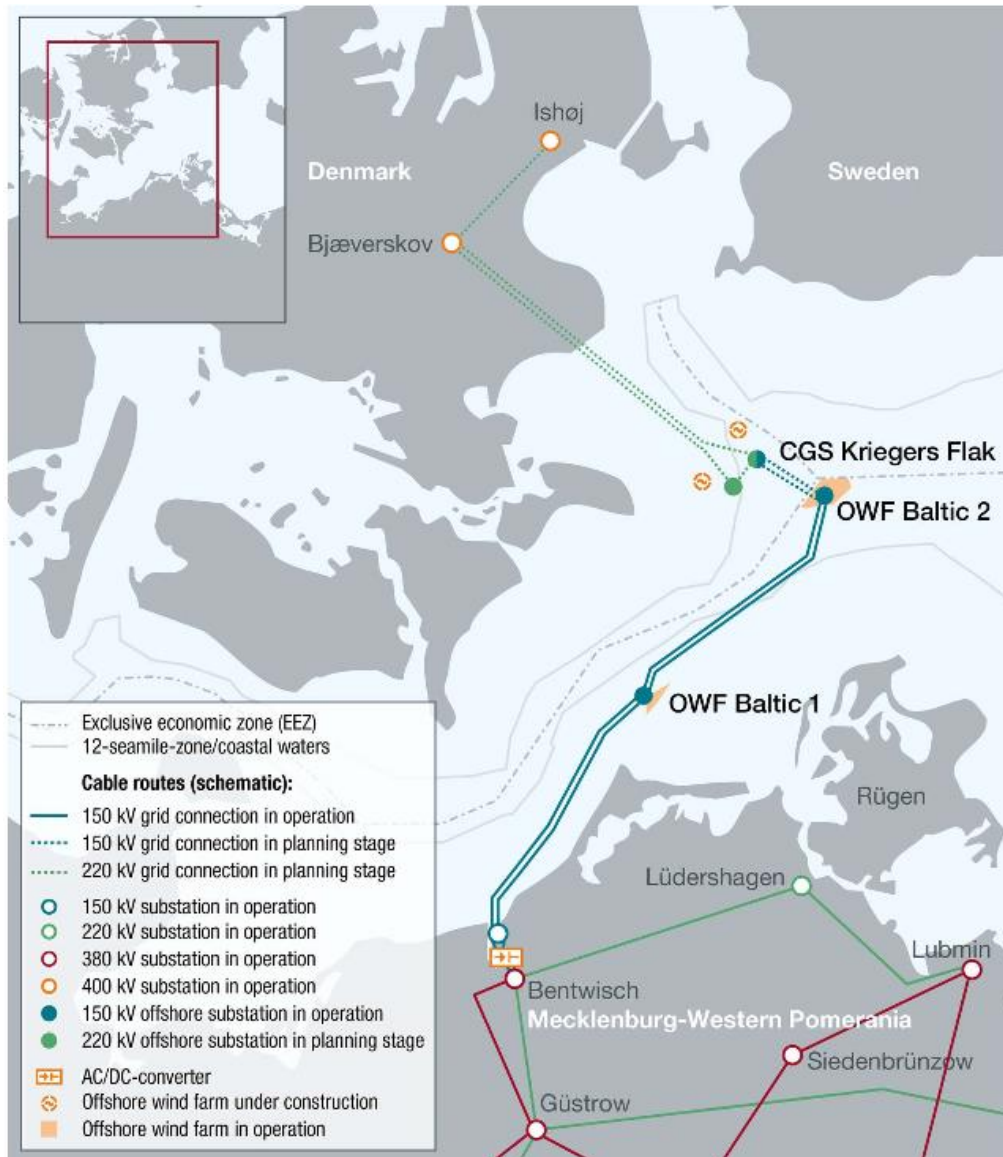 Ishøj
Denmark
Sweden
Bjæverskov
CGS Kriegers Flak
OWF Baltic 2
OWF Baltic 1
Rügen
Lüdershagen
Lubmin
Bentwisch
Mecklenburg-Western Pomerania
Siedenbrünzow
Güstrow
Exclusive economic zone (EEZ)
12-seamile-zone/coastal waters
Cable routes (schematic):
150 kV grid connection in operation
150 kV grid connection in planning stage
220 kV grid connection in planning stage
150 kV substation in operation
220 kV substation in operation
380 kV substation in operation
400 kV substation in operation
150 kV offshore substation in operation
220 kV offshore substation in planning stage
AC/DC-converter
Offshore wind farm under construction
Offshore wind farm in operation